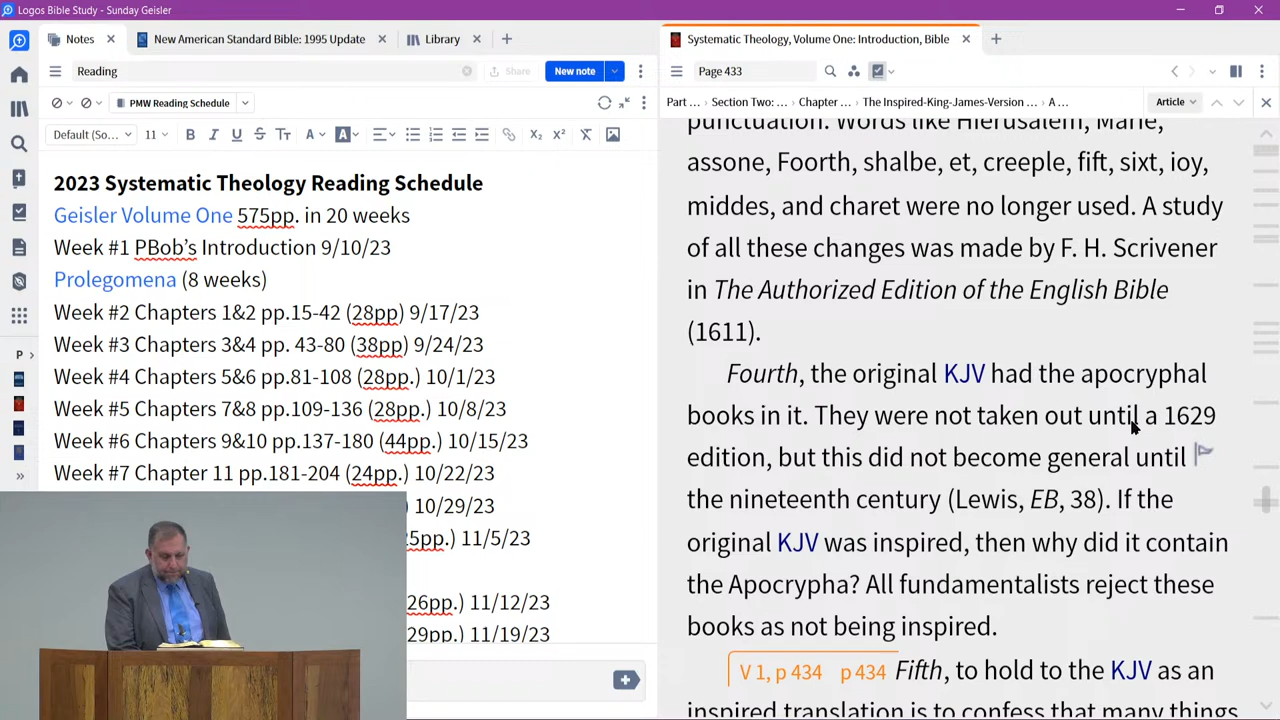 Logos Bible Study - Sunday Geisler
Notes
New American Standard Bible: 1995 Update
Library
Reading
Share
New note
PMW Reading Schedule
Default (So...
11
2023 Systematic Theology Reading Schedule
Geisler Volume One 575pp. in 20 weeks
Week #1 PBob's Introduction 9/10/23
Prolegomena (8 weeks)
Week #2 Chapters 1&2 pp.15-42 (28pp) 9/17/23
Week #3 Chapters 3&4 pp. 43-80 (38pp) 9/24/23
Week #4 Chapters 5&6 pp.81-108 (28pp.) 10/1/23
Week #5 Chapters 7&8 pp.109-136 (28pp.) 10/8/23
Week #6 Chapters 9&10 pp.137-180 (44pp.) 10/15/23
Week #7 Chapter 11 pp.181-204 (24pp.) 10/22/23
) 10/29/23
5pp.) 11/5/23
26pp.) 11/12/23
29pp.) 11/19/23
P
Systematic Theology, Volume One: Introduction, Bible
Page 433
Part ... › Section Two: ... › Chapter ... › The Inspired-King-James-Version ... › A ...
Article
punctuation. Words like Hierusalem, Marie,
assone, Foorth, shalbe, et, creeple, fift, sixt, ioy,
middes, and charet were no longer used. A study
of all these changes was made by F. H. Scrivener
in The Authorized Edition of the English Bible
(1611).
Fourth, the original KJV had the apocryphal
books in it. They were not taken out until a 1629
edition, but this did not become general until
the nineteenth century (Lewis, EB, 38). If the
original KJV was inspired, then why did it contain
the Apocrypha? All fundamentalists reject these
books as not being inspired.
V 1, p 434 p 434 Fifth, to hold to the KJV as an
inspired translation is to confess that many things